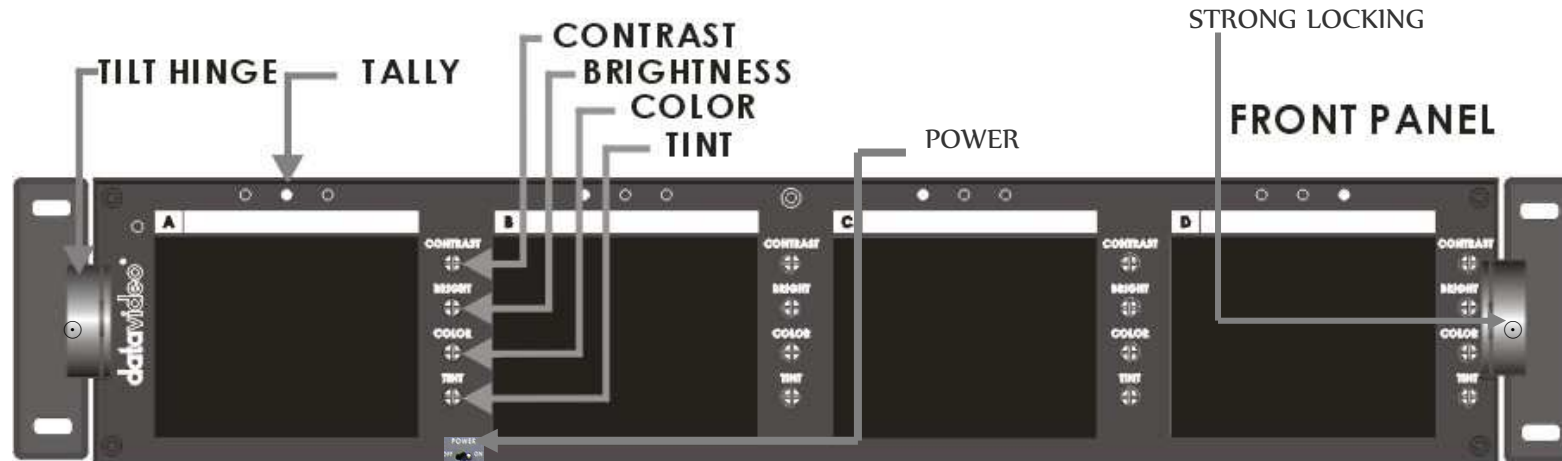 STRONG LOCKING
CONTRAST
TILT HINGE TALLY BRIGHTNESS
COLOR
TINT
POWER
FRONT PANEL
A B C D
CONTRAST CONTRAST CONTRAST CONTRAST
BRIGHT BRIGHT BRIGHT BRIGHT
COLOR COLOR COLOR COLOR
TINT TINT TINT TINT
datavideo
POWER
OFF ON